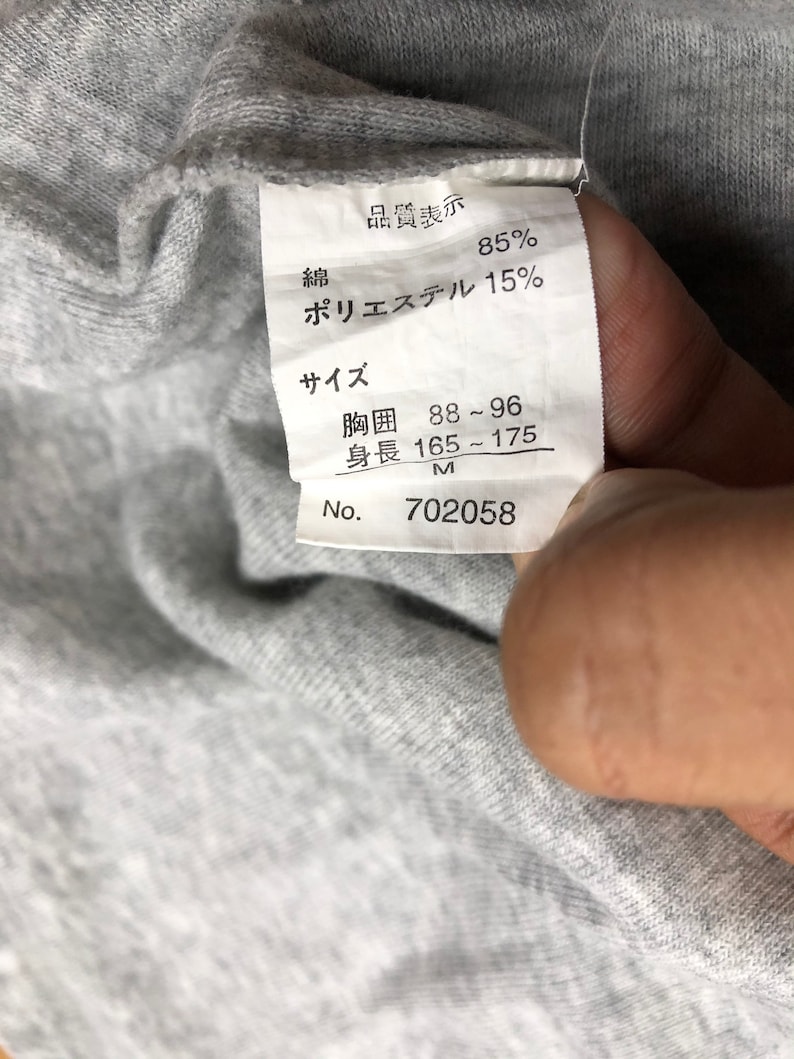 品質表示
綿 85%
ポリエステル 15%
サイズ
胸囲 88 ~ 96
身長 165 ~ 175
M
No. 702058